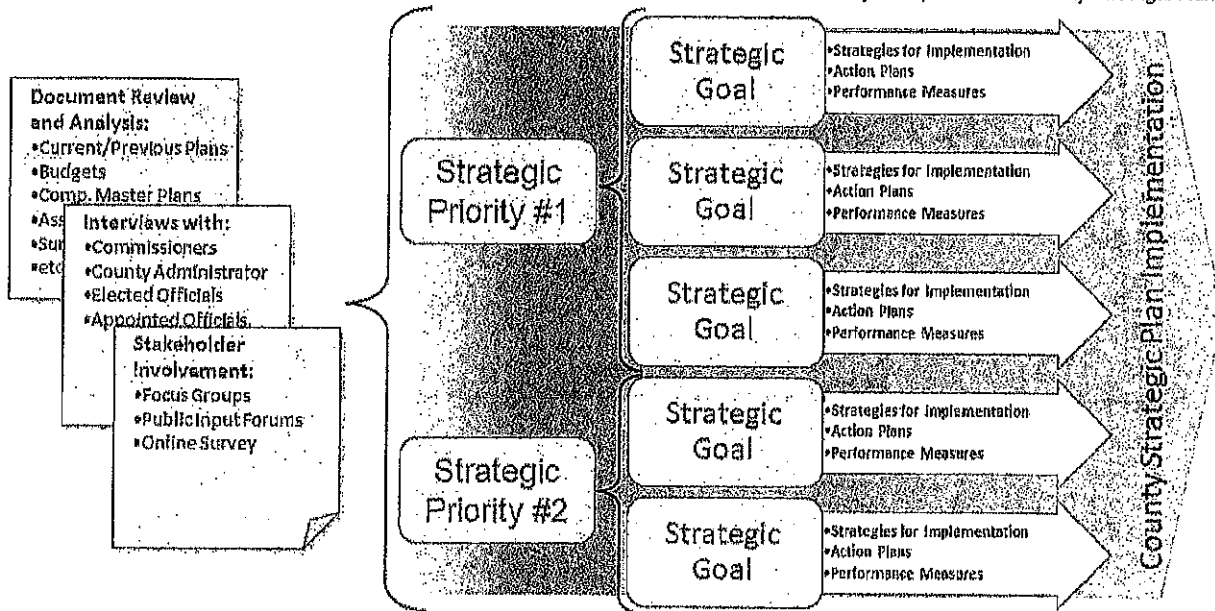 Document Review
and Analysis:
•Current/Previous Plans
•Budgets
•Comp. Master Plans
•Ass
•Sur
•etc
Interviews with:
•Commissioners
•County Administrator
•Elected Officials
•Appointed Officials
Stakeholder
Involvement:
•Focus Groups
•Public Input Forums
•Online Survey
Strategic
Priority #1
Strategic
Priority #2
Strategic
Goal
•Strategies for Implementation
•Action Plans
•Performance Measures
Strategic
Goal
•Strategies for Implementation
•Action Plans
•Performance Measures
Strategic
Goal
•Strategies for Implementation
•Action Plans
•Performance Measures
Strategic
Goal
•Strategies for Implementation
•Action Plans
•Performance Measures
Strategic
Goal
•Strategies for Implementation
•Action Plans
•Performance Measures
County Strategic Plan Implementation